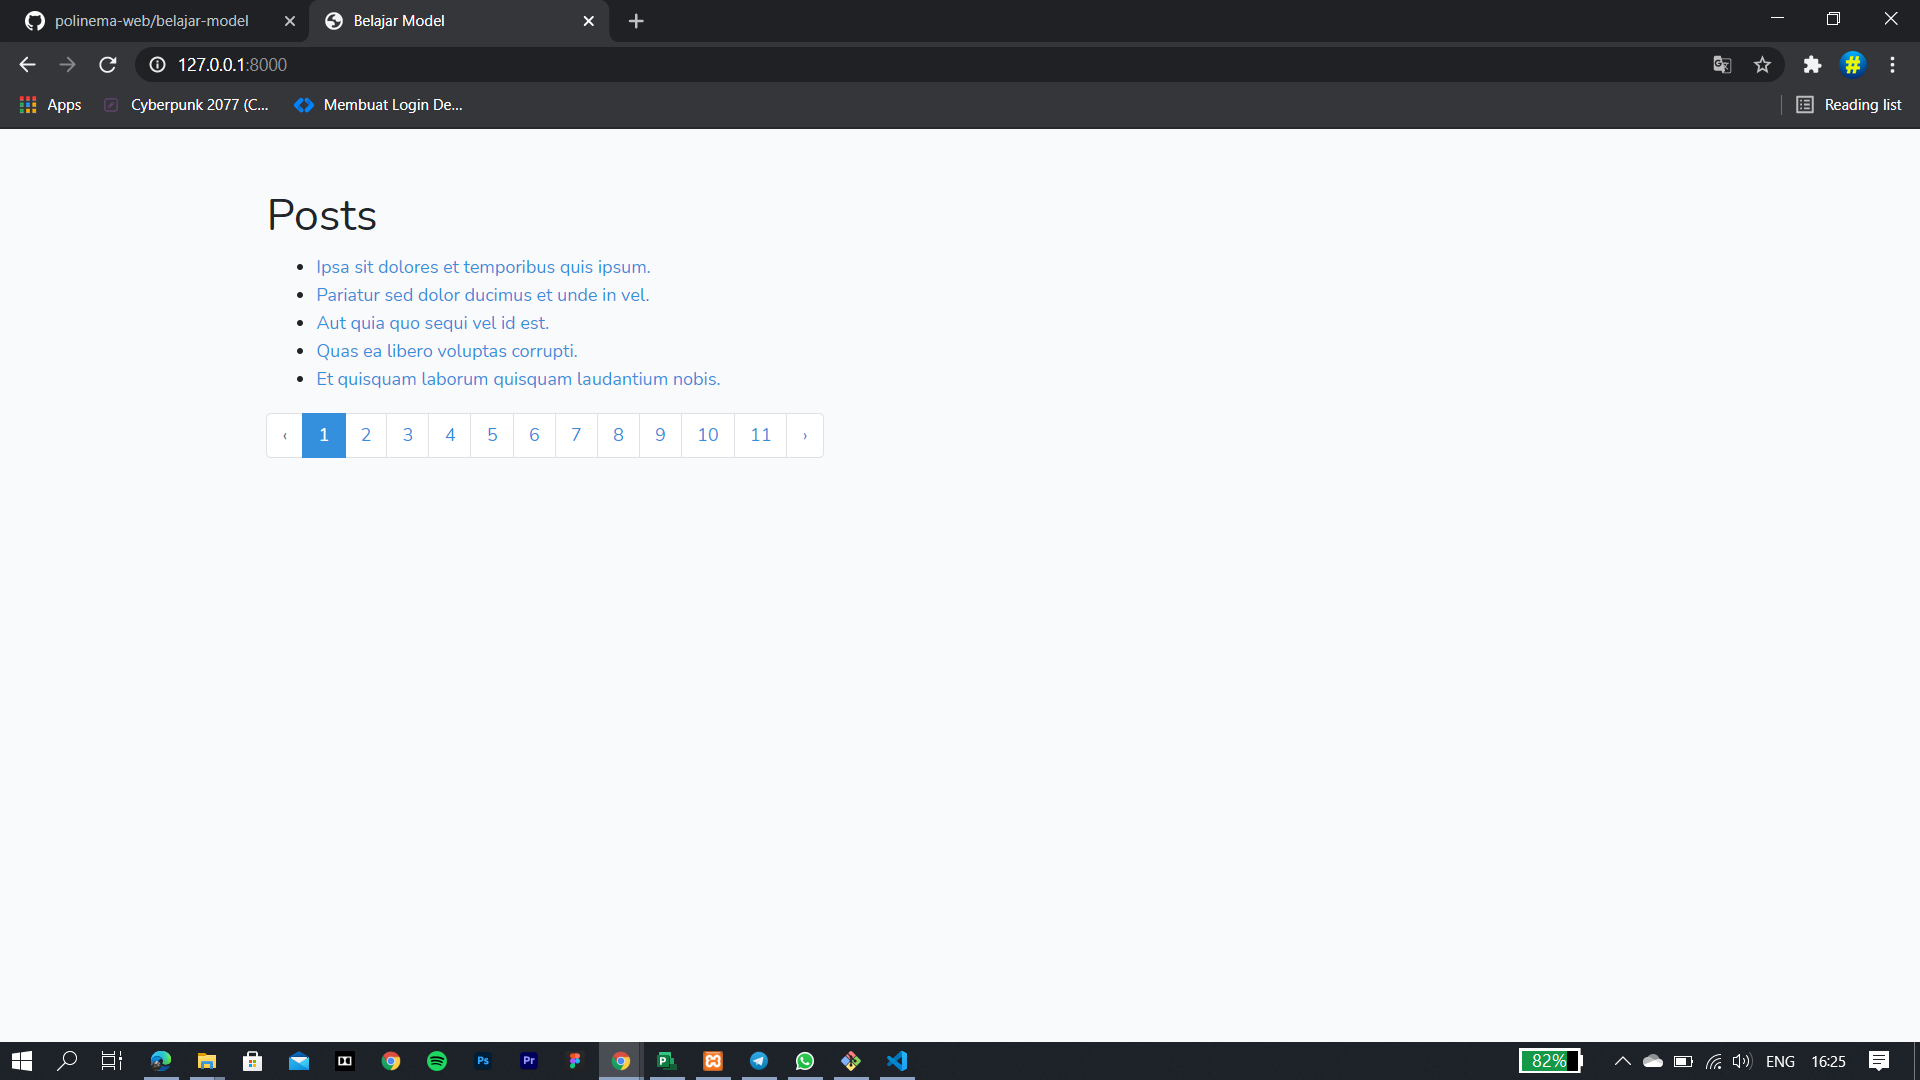 polinema-web/belajar-model
Belajar Model
127.0.0.1:8000
Apps
Cyberpunk 2077 (C...
Membuat Login De...
Reading list
Posts
Ipsa sit dolores et temporibus quis ipsum.
Pariatur sed dolor ducimus et unde in vel.
Aut quia quo sequi vel id est.
Quas ea libero voluptas corrupti.
Et quisquam laborum quisquam laudantium nobis.
‹ 1 2 3 4 5 6 7 8 9 10 11 ›
Ps Pr 82% ENG 16:25